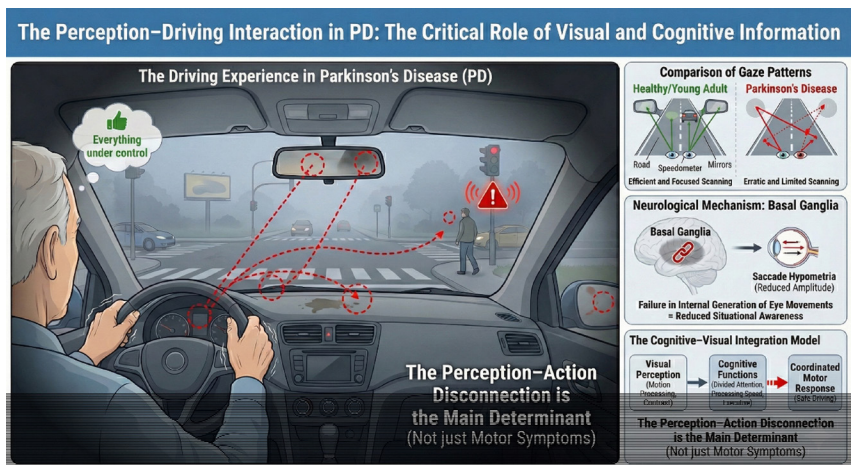 The Perception–Driving Interaction in PD: The Critical Role of Visual and Cognitive Information
The Driving Experience in Parkinson's Disease (PD)
Everything
under control
The Perception–Action
Disconnection is
the Main Determinant
(Not just Motor Symptoms)
Comparison of Gaze Patterns
Healthy/Young Adult
Parkinson's Disease
Road
Speedometer
Mirrors
Efficient and Focused Scanning
Erratic and Limited Scanning
Neurological Mechanism: Basal Ganglia
Basal Ganglia
Saccade Hypometria
(Reduced Amplitude)
Failure in Internal Generation of Eye Movements
= Reduced Situational Awareness
The Cognitive–Visual Integration Model
Visual
Perception
(Motion
Processing,
Contrast)
Cognitive
Functions
(Divided Attention,
Processing Speed,
Executive)
Coordinated
Motor
Response
(Safe Driving)
The Perception–Action Disconnection
is the Main Determinant
(Not just Motor Symptoms)